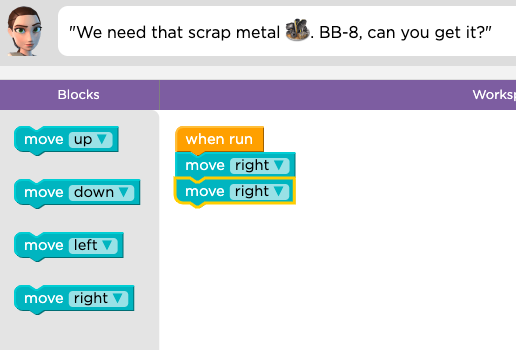 "We need that scrap metal . BB-8, can you get it?"
Blocks
move up ▼
move down ▼
move left ▼
move right ▼
when run
move right ▼
move right ▼